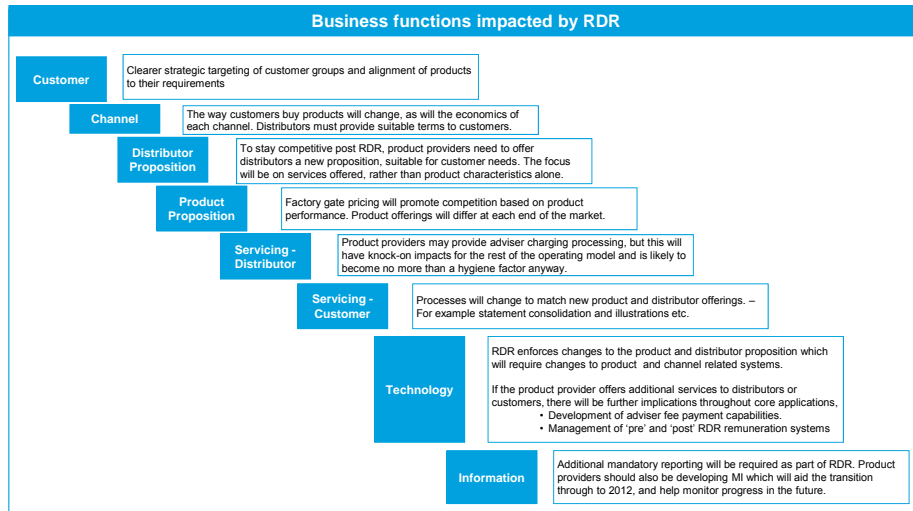 Business functions impacted by RDR
Customer
Clearer strategic targeting of customer groups and alignment of products
to their requirements
Channel
The way customers buy products will change, as will the economics of
each channel. Distributors must provide suitable terms to customers.
Distributor
Proposition
To stay competitive post RDR, product providers need to offer
distributors a new proposition, suitable for customer needs. The focus
will be on services offered, rather than product characteristics alone.
Product
Proposition
Factory gate pricing will promote competition based on product
performance. Product offerings will differ at each end of the market.
Servicing -
Distributor
Product providers may provide adviser charging processing, but this will
have knock-on impacts for the rest of the operating model and is likely to
become no more than a hygiene factor anyway.
Servicing -
Customer
Processes will change to match new product and distributor offerings. –
For example statement consolidation and illustrations etc.
Technology
RDR enforces changes to the product and distributor proposition which
will require changes to product and channel related systems.
If the product provider offers additional services to distributors or
customers, there will be further implications throughout core applications,
• Development of adviser fee payment capabilities.
• Management of ‘pre’ and ‘post’ RDR remuneration systems
Information
Additional mandatory reporting will be required as part of RDR. Product
providers should also be developing MI which will aid the transition
through to 2012, and help monitor progress in the future.